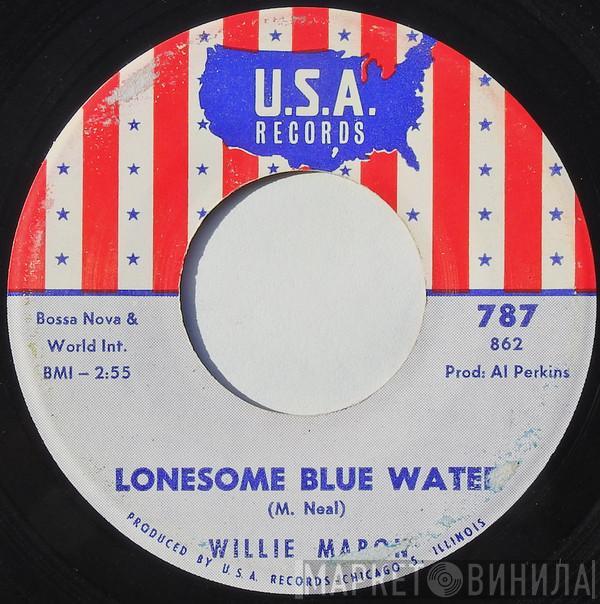 U.S.A.
RECORDS
Bossa Nova &
World Int.
BMI – 2:55
787
862
Prod: Al Perkins
LONESOME BLUE WATER
(M. Neal)
WILLIE MABON
PRODUCED BY U.S.A. RECORDS–CHICAGO 5, ILLINOIS
МАРКЕТ ВИНИЛА